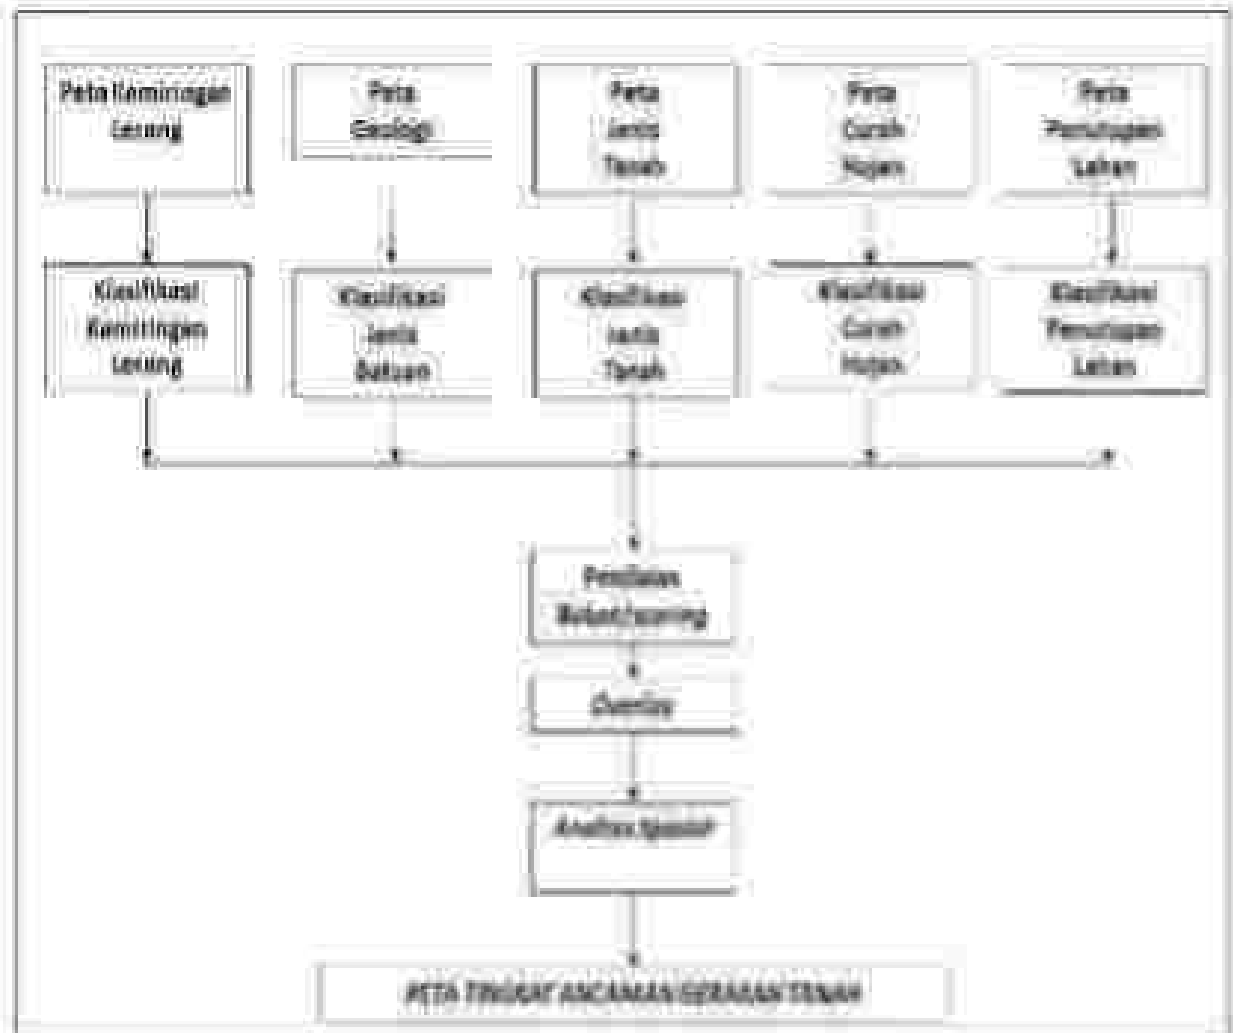 Peta Kemiringan
Lereng
Peta
Geologi
Peta
Jenis
Tanah
Peta
Curah
Hujan
Peta
Penutupan
Lahan
Klasifikasi
Kemiringan
Lereng
Klasifikasi
Jenis
Batuan
Klasifikasi
Jenis
Tanah
Klasifikasi
Curah
Hujan
Klasifikasi
Penutupan
Lahan
Bobot/scoring
Overlay
Analisis Spasial
PETA TINGKAT ANCAMAN GERAKAN TANAH